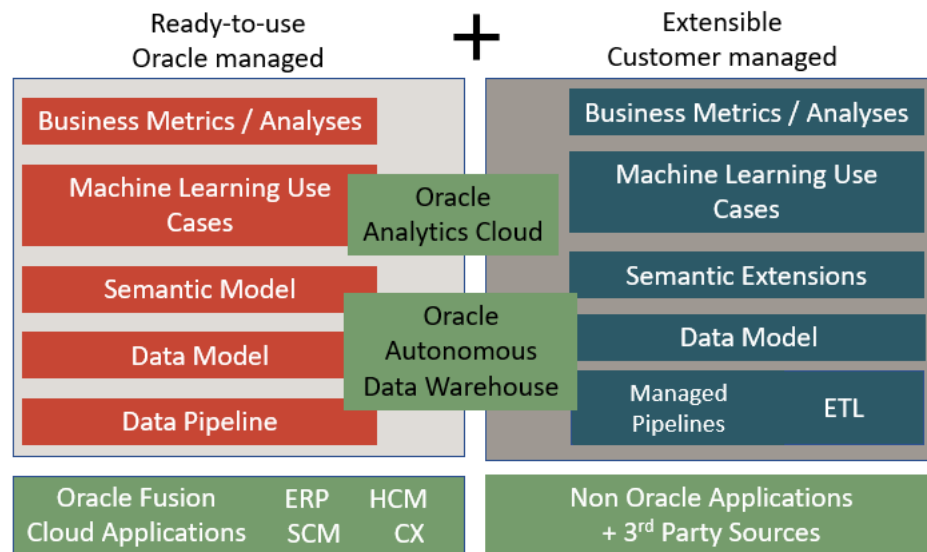 Ready-to-use
Oracle managed
+
Extensible
Customer managed
Business Metrics / Analyses
Machine Learning Use
Cases
Semantic Model
Data Model
Data Pipeline
Oracle
Analytics Cloud
Oracle
Autonomous
Data Warehouse
Business Metrics / Analyses
Machine Learning Use
Cases
Semantic Extensions
Data Model
Managed
Pipelines
ETL
Oracle Fusion
Cloud Applications
ERP HCM
SCM CX
Non Oracle Applications
+ 3rd Party Sources